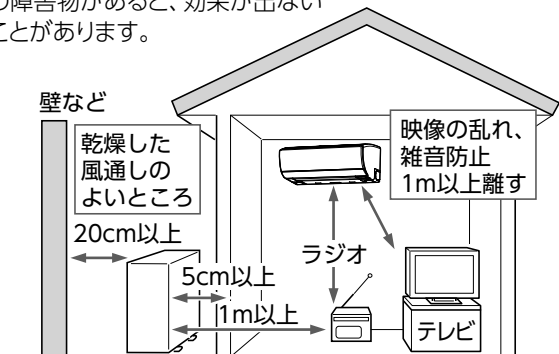 障害物があると、効果が出ない
ことがあります。
壁など
乾燥した
風通しの
よいところ
映像の乱れ、
雑音防止
1m以上離す
20cm以上
ラジオ
5cm以上
1m以上
テレビ